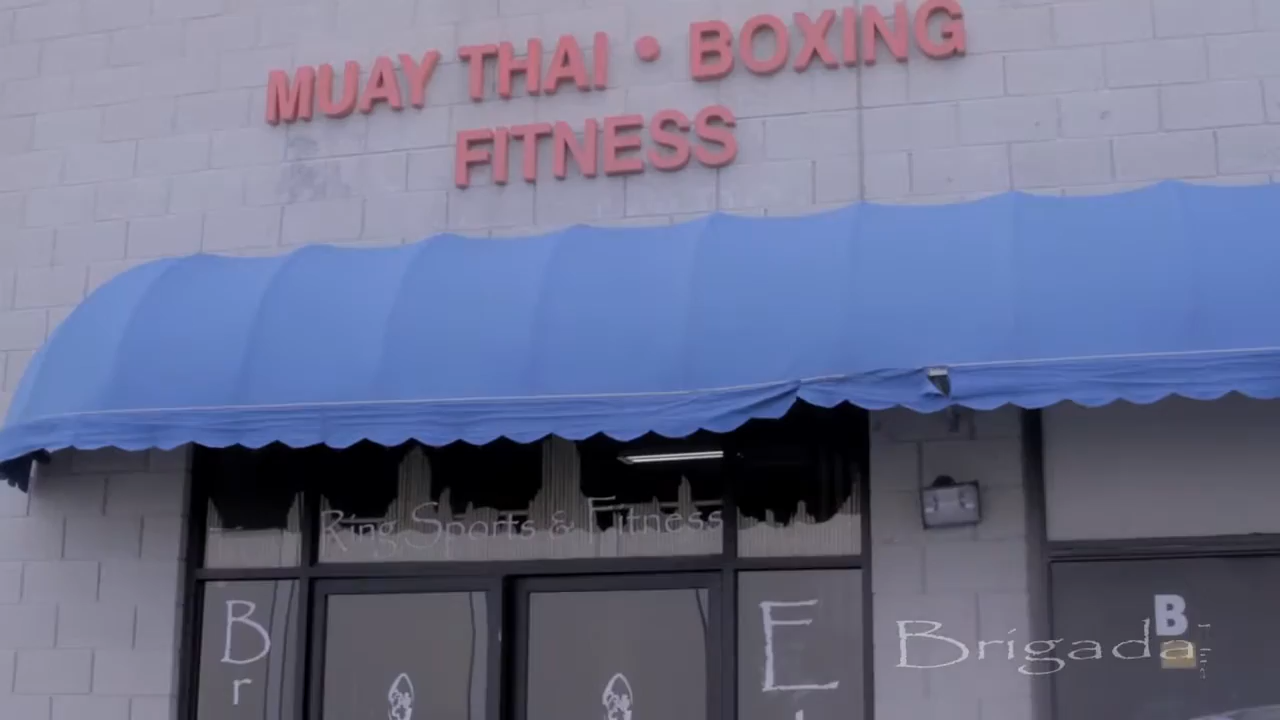 MUAY THAI • BOXING
FITNESS
Ring Sports & Fitness
B
r
E
B
Brigada